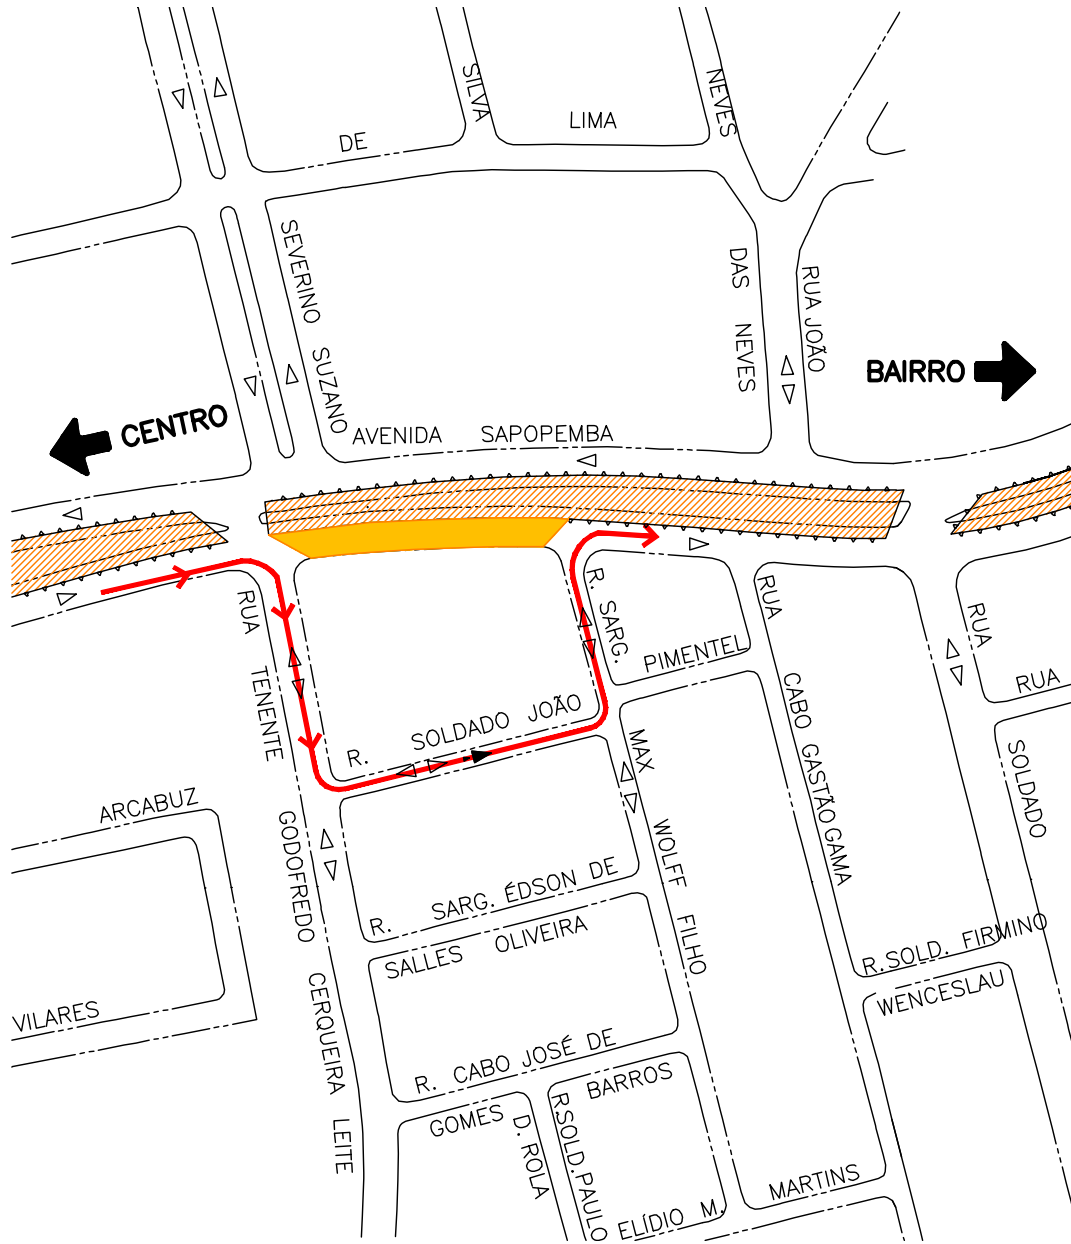 SILVA
NEVES
LIMA
DE
SEVERINO SUZANO
DAS NEVES
RUA JOÃO
BAIRRO
CENTRO
AVENIDA SAPOPEMBA
RUA TENENTE GODOFREDO CERQUEIRA LEITE
R. SARG. MAX WOLFF FILHO
PIMENTEL
RUA CABO GASTÃO GAMA
RUA
RUA
SOLDADO
R. SOLDADO JOÃO
ARCABUZ
R. SARG. ÉDSON DE
SALLES OLIVEIRA
R.SOLD. FIRMINO
WENCESLAU
VILARES
R. CABO JOSÉ DE
BARROS
GOMES
D. ROLA
R.SOLD.PAULO
ELÍDIO M.
MARTINS